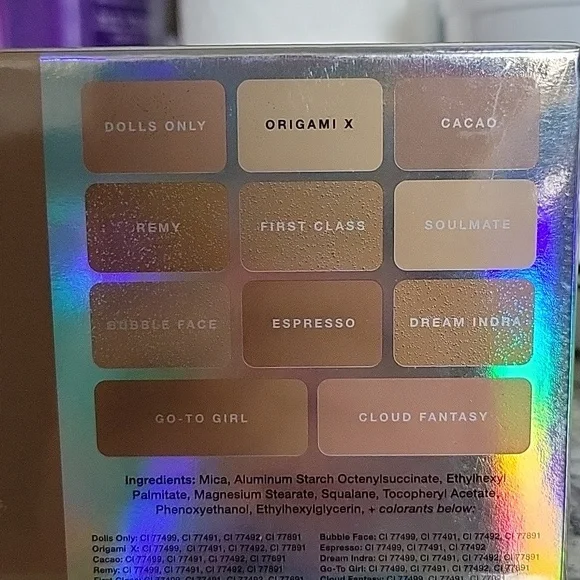 DOLLS ONLY
ORIGAMI X
CACAO
REMY
FIRST CLASS
SOULMATE
BUBBLE FACE
ESPRESSO
DREAM INDRA
GO-TO GIRL
CLOUD FANTASY
Ingredients: Mica, Aluminum Starch Octenylsuccinate, Ethylhexyl
Palmitate, Magnesium Stearate, Squalane, Tocopheryl Acetate,
Phenoxyethanol, Ethylhexylglycerin, + colorants below:
Dolls Only: CI 77499, CI 77491, CI 77492, CI 77891
Origami X: CI 77499, CI 77491, CI 77492, CI 77891
Cacao: CI 77499, CI 77491, CI 77492, CI 77891
Remy: CI 77499, CI 77491, CI 77492, CI 77891
Bubble Face: CI 77499, CI 77491, CI 77492, CI 77891
Espresso: CI 77499, CI 77491, CI 77492
Dream Indra: CI 77499, CI 77491, CI 77492, CI 77891
Go-To Girl: CI 77499, CI 77491, CI 77492, CI 77891